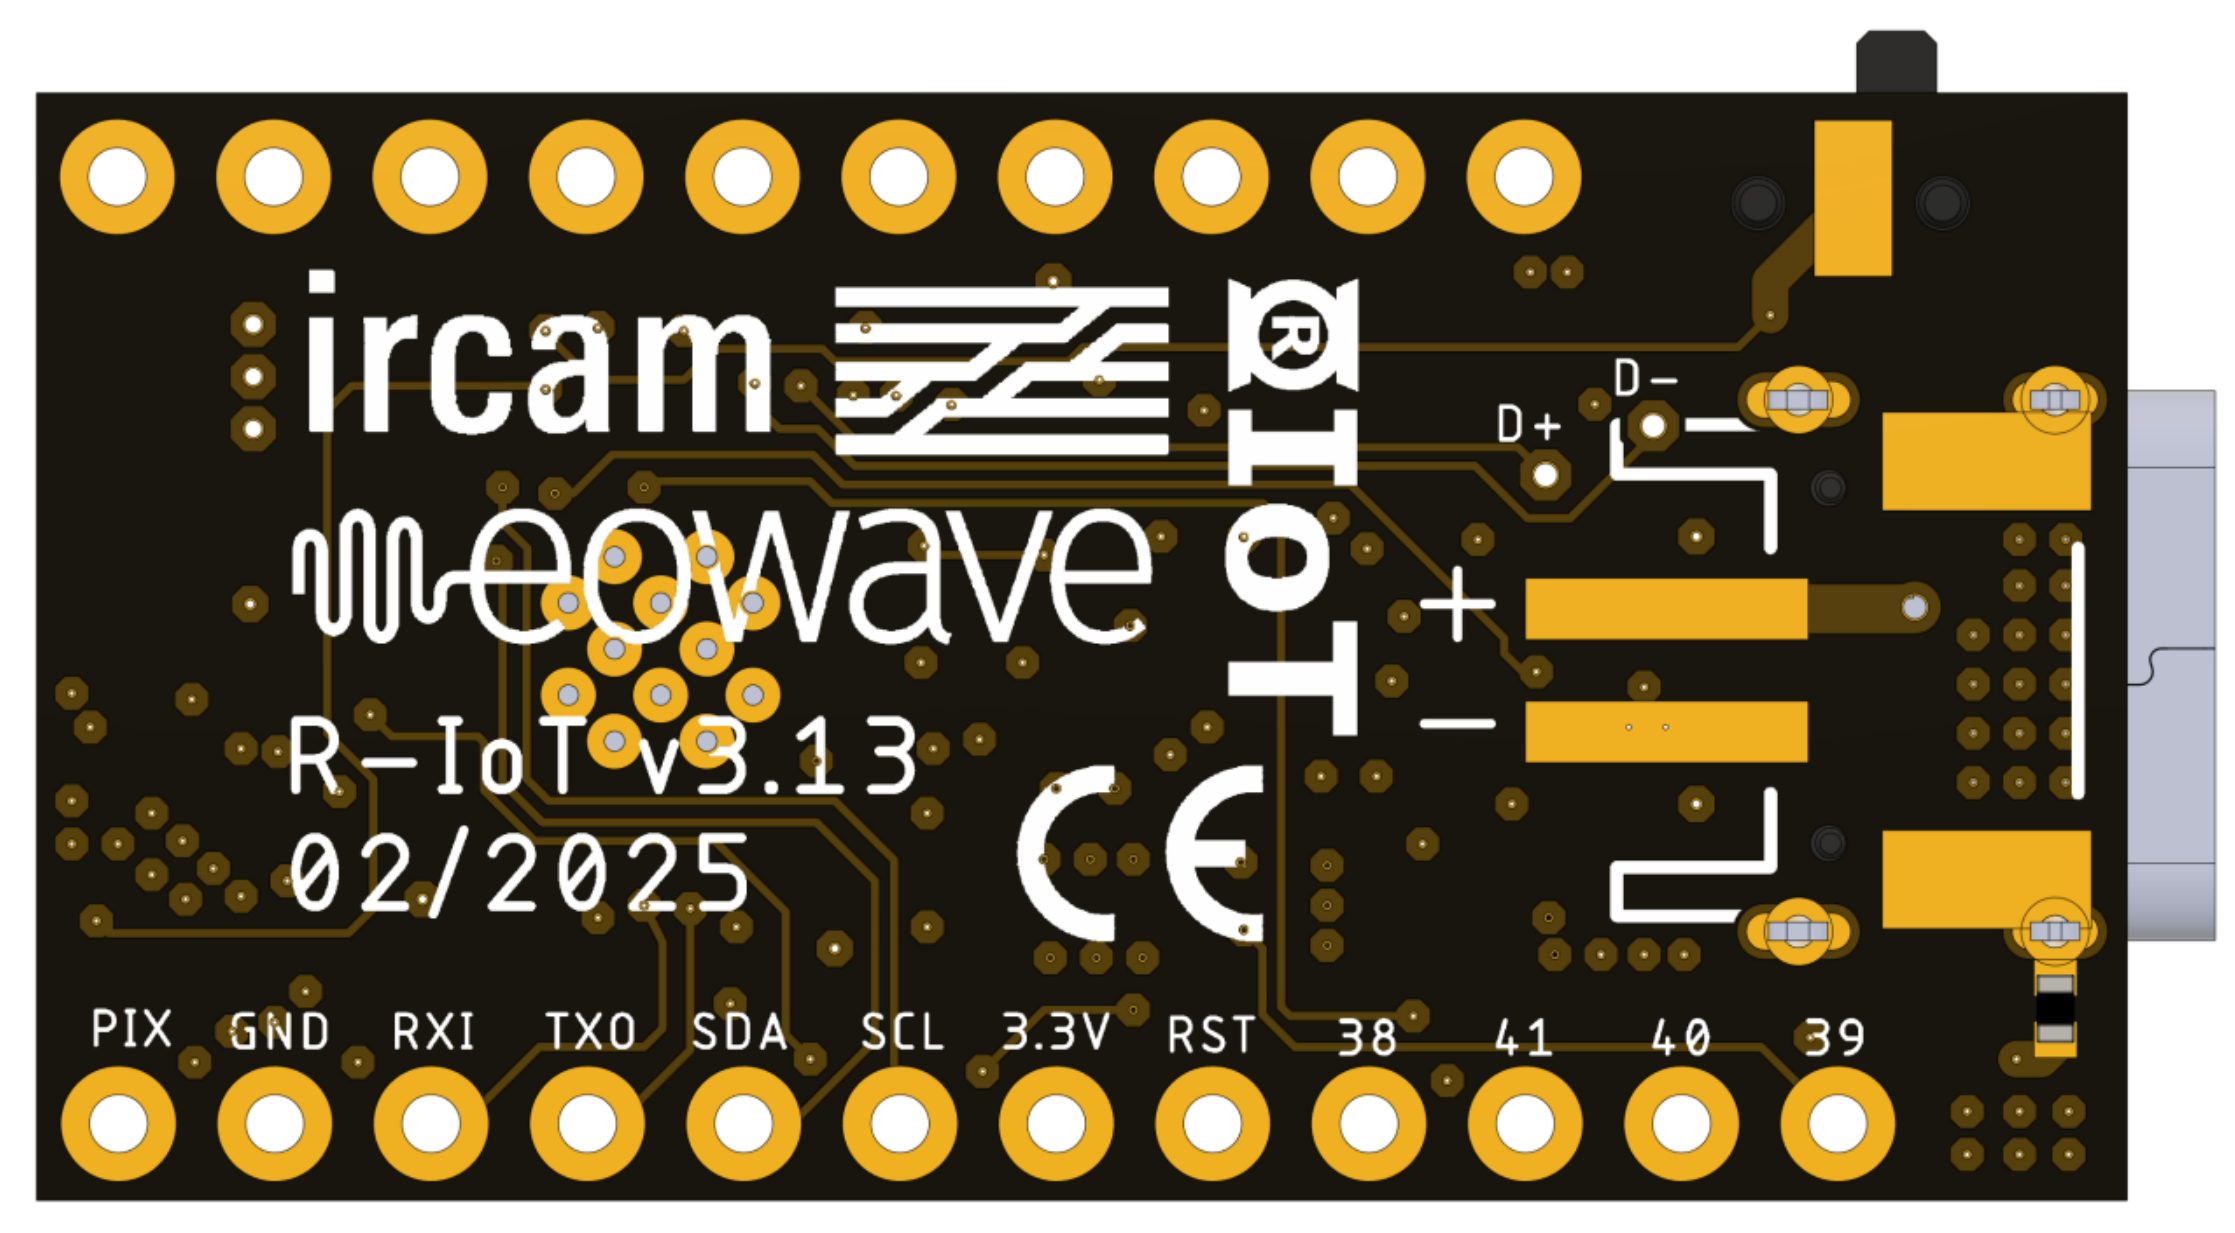 ircam
eowave
R-IoT v3.13
02/2025
CE
® RIoT
D-
D+
+
-
PIX GND RXI TXO SDA SCL 3.3V RST 38 41 40 39